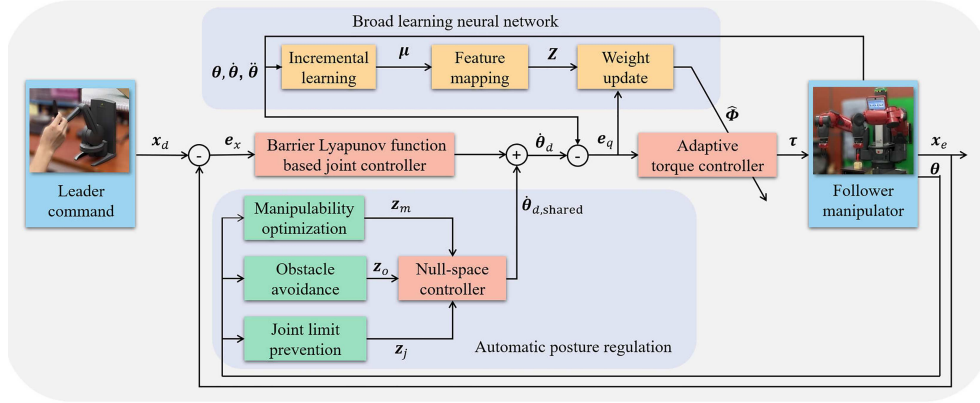 Broad learning neural network
θ, θ̇, θ̈
Incremental
learning
μ
Feature
mapping
Z
Weight
update
Φ̂
Leader
command
x_d
-
e_x
Barrier Lyapunov function
based joint controller
+
θ̇_d
-
e_q
Adaptive
torque controller
τ
Follower
manipulator
x_e
θ
θ̇_{d,shared}
Manipulability
optimization
z_m
Obstacle
avoidance
z_o
Null-space
controller
Joint limit
prevention
z_j
Automatic posture regulation